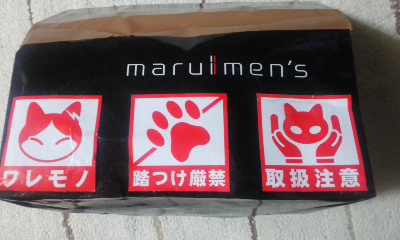 marui men's
ワレモノ
踏つけ厳禁
取扱注意